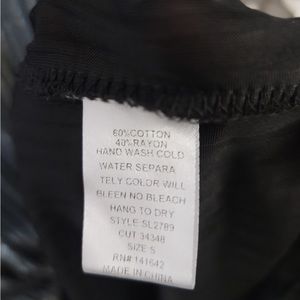 60%COTTON
40%RAYON
HAND WASH COLD
WATER SEPARA
TELY COLOR WILL
BLEEN NO BLEACH
HANG TO DRY
STYLE SL2789
CUT 34348
SIZE S
RN# 141642
MADE IN CHINA